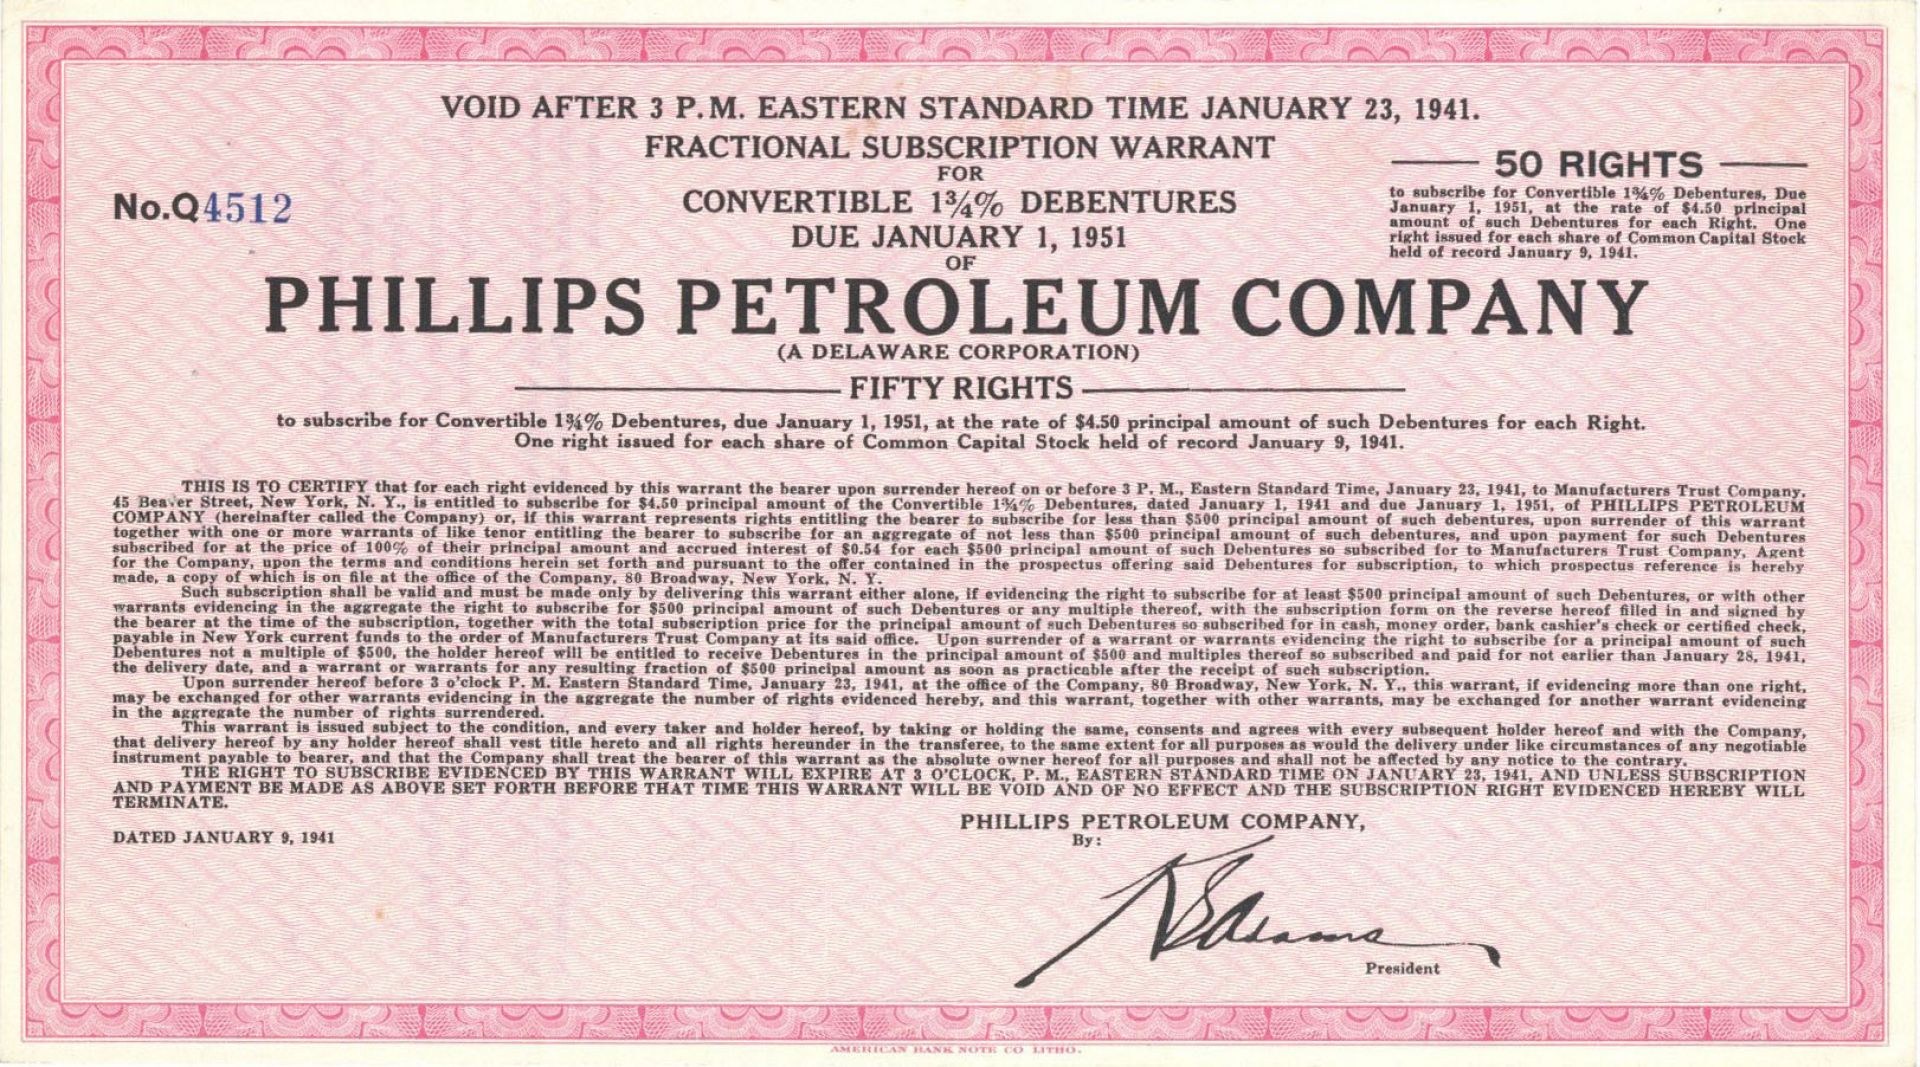 VOID AFTER 3 P.M. EASTERN STANDARD TIME JANUARY 23, 1941.
FRACTIONAL SUBSCRIPTION WARRANT
FOR
CONVERTIBLE 1¾% DEBENTURES
DUE JANUARY 1, 1951
OF
No.Q4512
50 RIGHTS
to subscribe for Convertible 1¾% Debentures, Due
January 1, 1951, at the rate of $4.50 principal
amount of such Debentures for each Right. One
right issued for each share of Common Capital Stock
held of record January 9, 1941.
PHILLIPS PETROLEUM COMPANY
(A DELAWARE CORPORATION)
FIFTY RIGHTS
to subscribe for Convertible 1¾% Debentures, due January 1, 1951, at the rate of $4.50 principal amount of such Debentures for each Right.
One right issued for each share of Common Capital Stock held of record January 9, 1941.
THIS IS TO CERTIFY that for each right evidenced by this warrant the bearer upon surrender hereof on or before 3 P. M., Eastern Standard Time, January 23, 1941, to Manufacturers Trust Company,
45 Beaver Street, New York, N. Y., is entitled to subscribe for $4.50 principal amount of the Convertible 1¾% Debentures, dated January 1, 1941 and due January 1, 1951, of PHILLIPS PETROLEUM
COMPANY (hereinafter called the Company) or, if this warrant represents rights entitling the bearer to subscribe for less than $500 principal amount of such debentures, upon surrender of this warrant
together with one or more warrants of like tenor entitling the bearer to subscribe for an aggregate of not less than $500 principal amount of such debentures, and upon payment for such Debentures
subscribed for at the price of 100% of their principal amount and accrued interest of $0.54 for each $500 principal amount of such Debentures so subscribed for to Manufacturers Trust Company, Agent
for the Company, upon the terms and conditions herein set forth and pursuant to the offer contained in the prospectus offering said Debentures for subscription, to which prospectus reference is hereby
made, a copy of which is on file at the office of the Company, 80 Broadway, New York, N. Y.
Such subscription shall be valid and must be made only by delivering this warrant either alone, if evidencing the right to subscribe for at least $500 principal amount of such Debentures, or with other
warrants evidencing in the aggregate the right to subscribe for $500 principal amount of such Debentures or any multiple thereof, with the subscription form on the reverse hereof filled in and signed by
the bearer at the time of the subscription, together with the total subscription price for the principal amount of such Debentures so subscribed for in cash, money order, bank cashier's check or certified check,
payable in New York current funds to the order of Manufacturers Trust Company at its said office. Upon surrender of a warrant or warrants evidencing the right to subscribe for a principal amount of such
Debentures not a multiple of $500, the holder hereof will be entitled to receive Debentures in the principal amount of $500 and multiples thereof so subscribed and paid for not earlier than January 28, 1941,
the delivery date, and a warrant or warrants for any resulting fraction of $500 principal amount as soon as practicable after the receipt of such subscription.
Upon surrender hereof before 3 o'clock P. M. Eastern Standard Time, January 23, 1941, at the office of the Company, 80 Broadway, New York, N. Y., this warrant, if evidencing more than one right,
may be exchanged for other warrants evidencing in the aggregate the number of rights evidenced hereby, and this warrant, together with other warrants, may be exchanged for another warrant evidencing
in the aggregate the number of rights surrendered.
This warrant is issued subject to the condition, and every taker and holder hereof, by taking or holding the same, consents and agrees with every subsequent holder hereof and with the Company,
that delivery hereof by any holder hereof shall vest title hereto and all rights hereunder in the transferee, to the same extent for all purposes as would the delivery under like circumstances of any negotiable
instrument payable to bearer, and that the Company shall treat the bearer of this warrant as the absolute owner hereof for all purposes and shall not be affected by any notice to the contrary.
THE RIGHT TO SUBSCRIBE EVIDENCED BY THIS WARRANT WILL EXPIRE AT 3 O'CLOCK, P. M., EASTERN STANDARD TIME ON JANUARY 23, 1941, AND UNLESS SUBSCRIPTION
AND PAYMENT BE MADE AS ABOVE SET FORTH BEFORE THAT TIME THIS WARRANT WILL BE VOID AND OF NO EFFECT AND THE SUBSCRIPTION RIGHT EVIDENCED HEREBY WILL
TERMINATE.
DATED JANUARY 9, 1941
PHILLIPS PETROLEUM COMPANY,
By:
K S Adams
President
AMERICAN BANK NOTE CO LITHO.